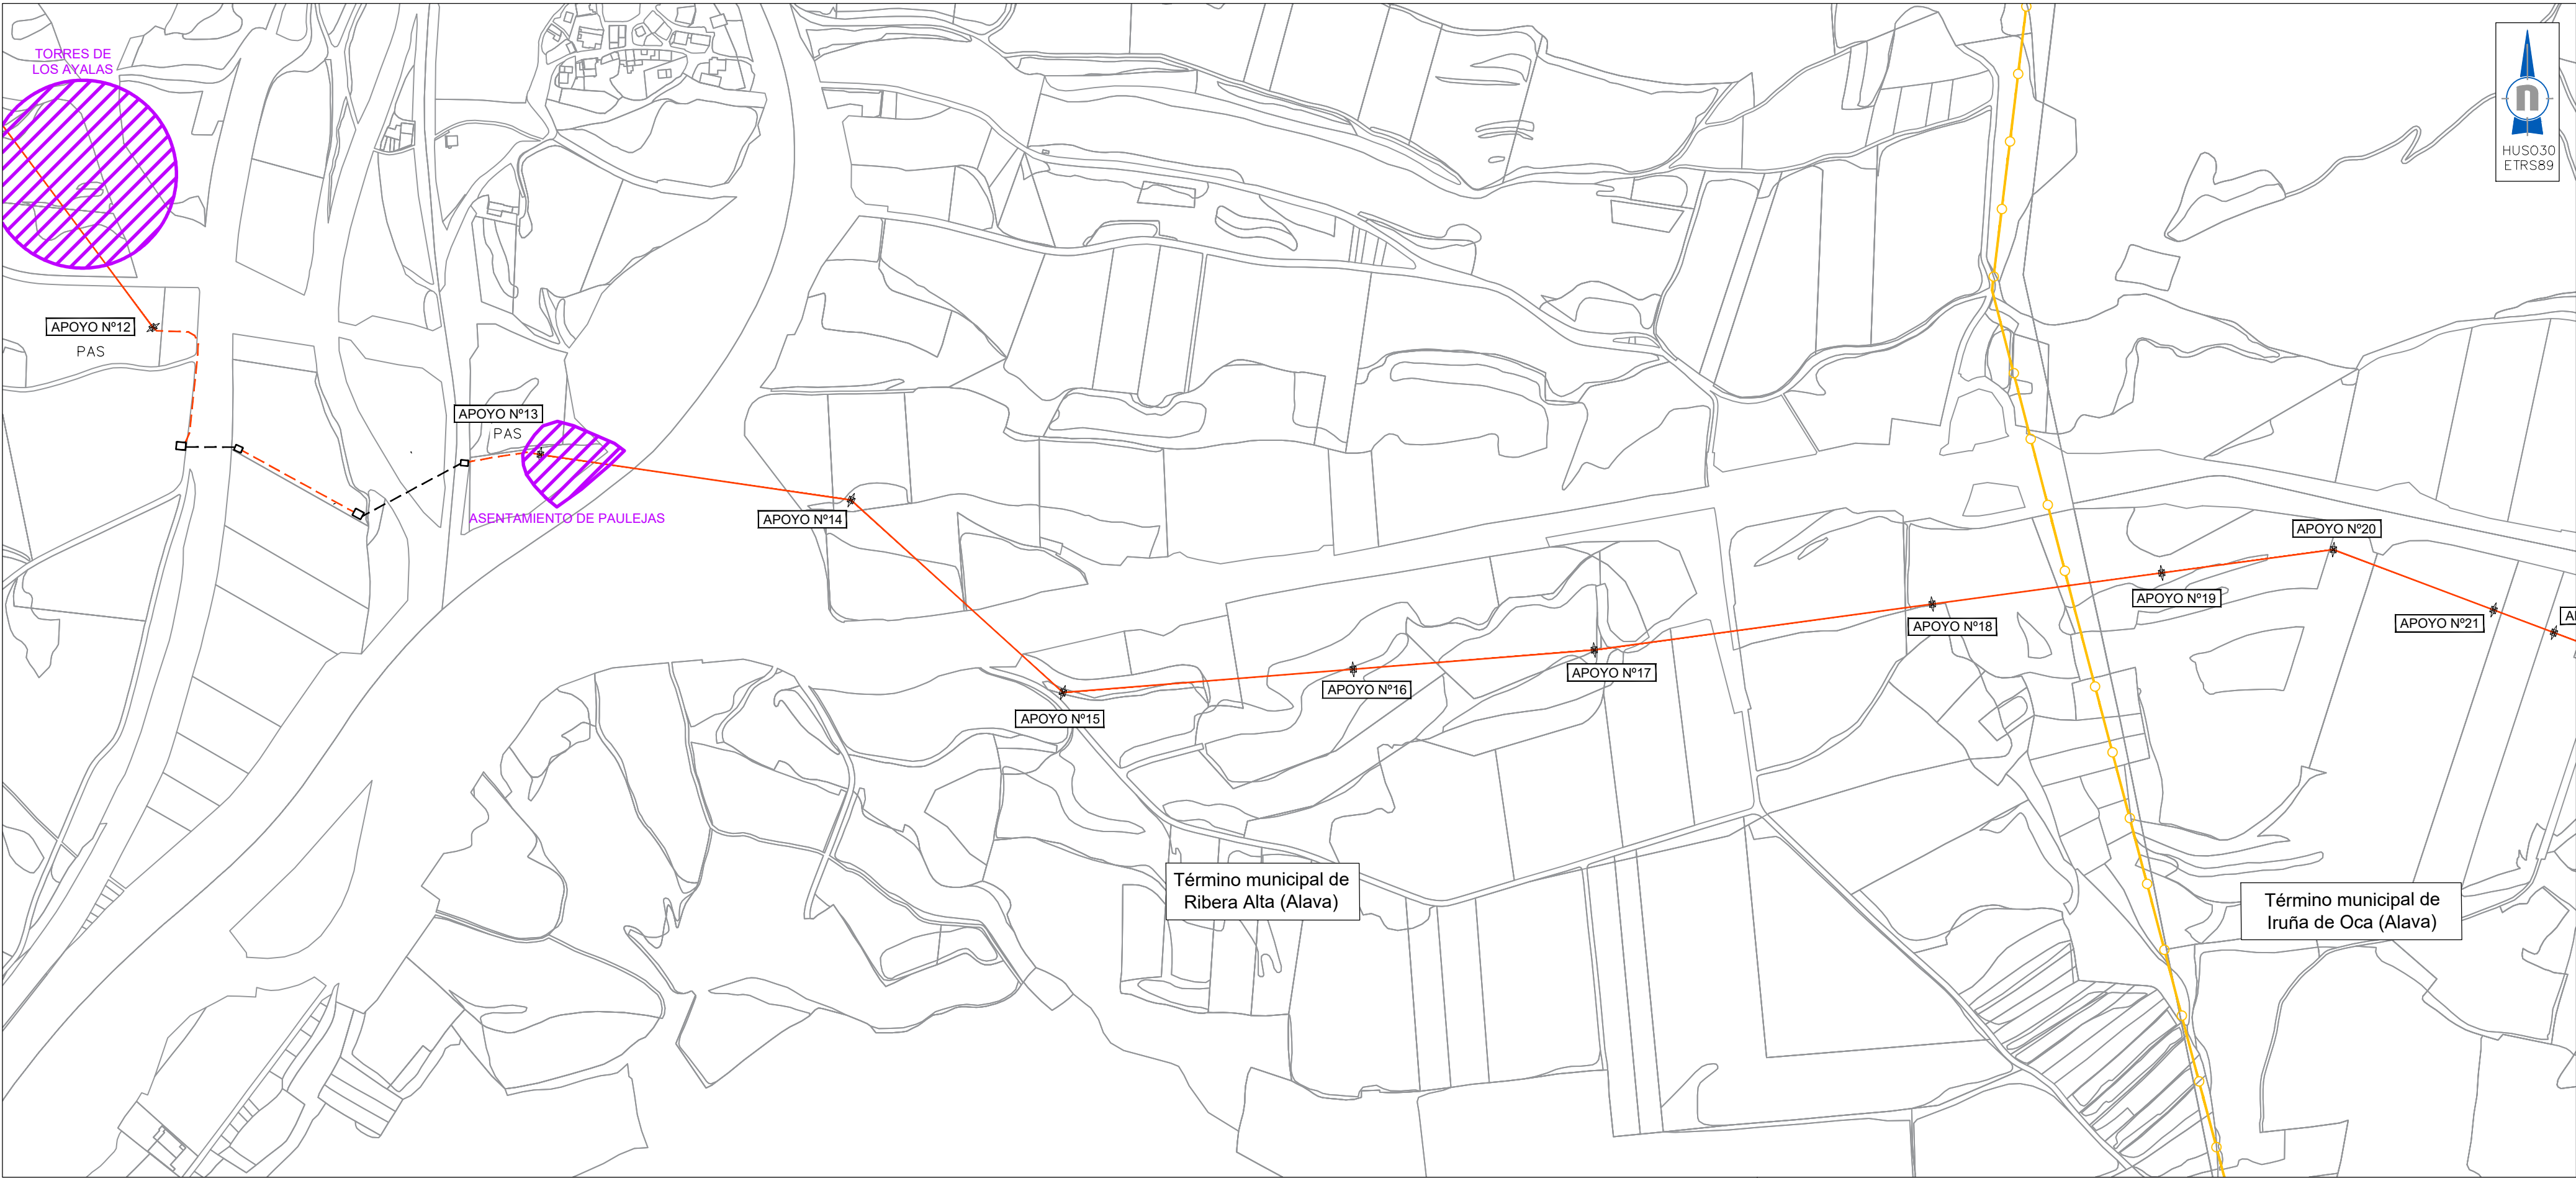 TORRES DE
LOS AYALAS
HUSO30
ETRS89
APOYO Nº12
PAS
APOYO Nº13
PAS
ASENTAMIENTO DE PAULEJAS
APOYO Nº14
APOYO Nº15
APOYO Nº16
APOYO Nº17
APOYO Nº18
APOYO Nº19
APOYO Nº20
APOYO Nº21
Término municipal de
Ribera Alta (Alava)
Término municipal de
Iruña de Oca (Alava)